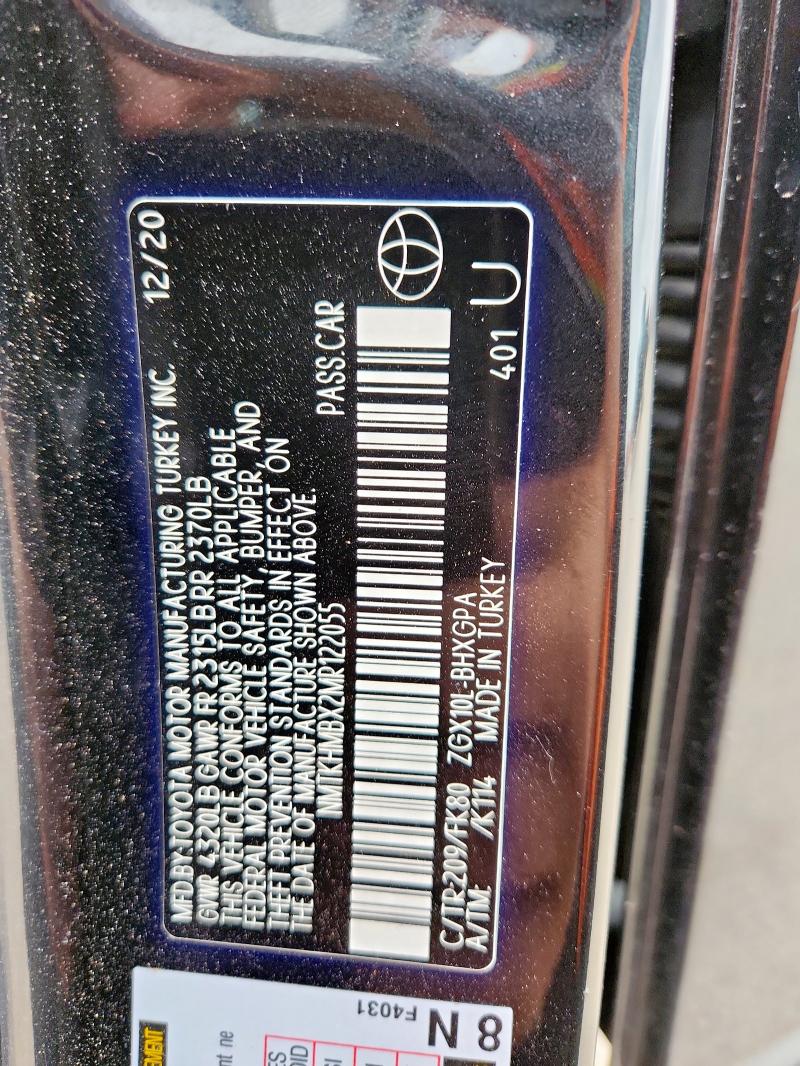 MFD.BY:TOYOTA MOTOR MANUFACTURING TURKEY INC. 12/20
GVWR 4320LB GAWR FR 2315LB RR 2370LB
THIS VEHICLE CONFORMS TO ALL APPLICABLE
FEDERAL MOTOR VEHICLE SAFETY, BUMPER, AND
THEFT PREVENTION STANDARDS IN EFFECT ON
THE DATE OF MANUFACTURE SHOWN ABOVE.
NMTKHMBX2MR122055 PASS.CAR
C/TR:209/FK80 ZGX10L-BHXGPA
A/TM: /K114 MADE IN TURKEY 401 U
F4031
8 N